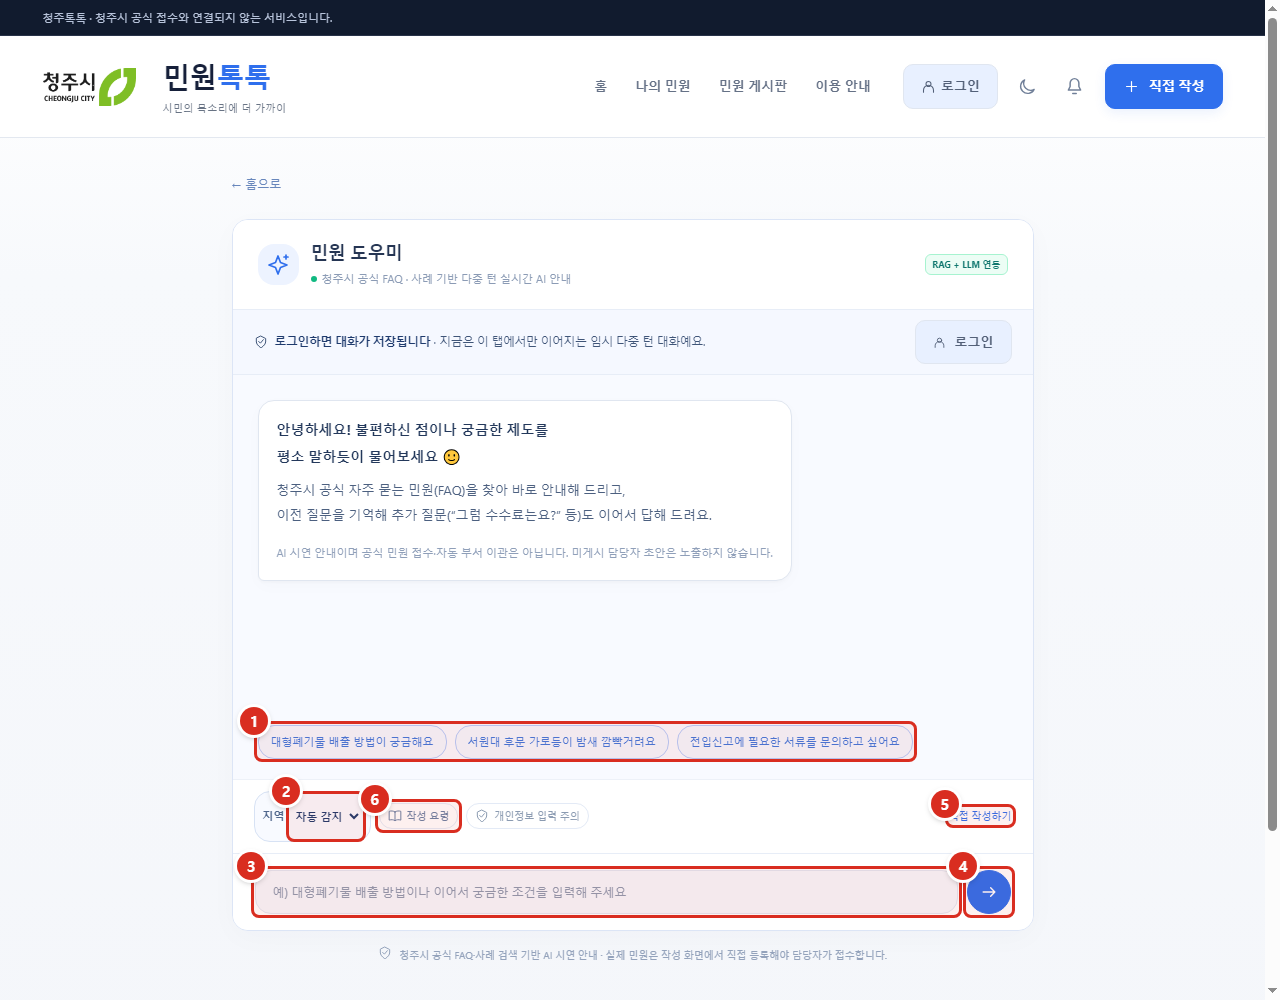 청주톡톡 · 청주시 공식 접수와 연결되지 않는 서비스입니다.
청주시
CHEONGJU CITY
민원톡톡
시민의 목소리에 더 가까이
홈
나의 민원
민원 게시판
이용 안내
로그인
직접 작성
← 홈으로
민원 도우미
청주시 공식 FAQ · 사례 기반 다중 턴 실시간 AI 안내
RAG + LLM 연동
로그인하면 대화가 저장됩니다 · 지금은 이 탭에서만 이어지는 임시 다중 턴 대화예요.
로그인
안녕하세요! 불편하신 점이나 궁금한 제도를
평소 말하듯이 물어보세요 🙂
청주시 공식 자주 묻는 민원(FAQ)을 찾아 바로 안내해 드리고,
이전 질문을 기억해 추가 질문("그럼 수수료는요?" 등)도 이어서 답해 드려요.
AI 시연 안내이며 공식 민원 접수·자동 부서 이관은 아닙니다. 미게시 담당자 초안은 노출하지 않습니다.
1
대형폐기물 배출 방법이 궁금해요
서원대 후문 가로등이 밤새 깜빡거려요
전입신고에 필요한 서류를 문의하고 싶어요
2
지역
자동 감지
6
작성 요령
개인정보 입력 주의
5
직접 작성하기
3
예) 대형폐기물 배출 방법이나 이어서 궁금한 조건을 입력해 주세요
4
청주시 공식 FAQ·사례 검색 기반 AI 시연 안내 · 실제 민원은 작성 화면에서 직접 등록해야 담당자가 접수합니다.